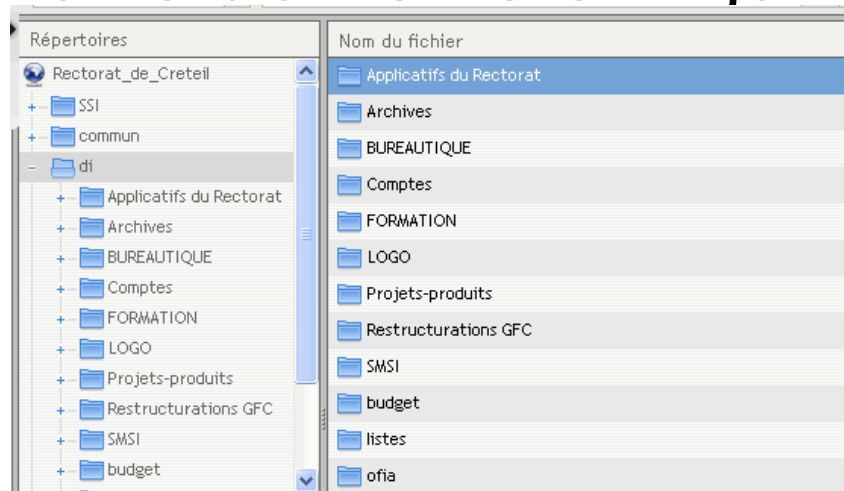 Répertoires
Rectorat_de_Creteil
SSI
commun
di
Applicatifs du Rectorat
Archives
BUREAUTIQUE
Comptes
FORMATION
LOGO
Projets-produits
Restructurations GFC
SMSI
budget
Nom du fichier
Applicatifs du Rectorat
Archives
BUREAUTIQUE
Comptes
FORMATION
LOGO
Projets-produits
Restructurations GFC
SMSI
budget
listes
ofia